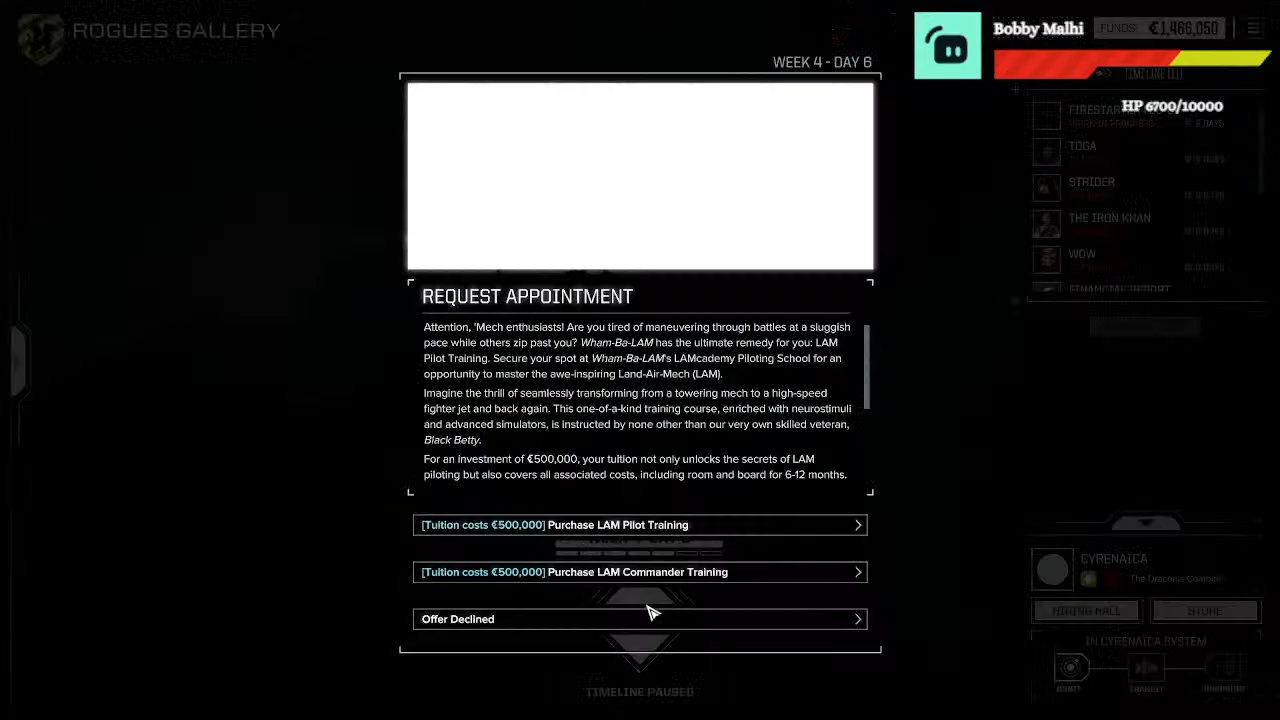 ROGUES GALLERY
Bobby Malhi
FUNDS: €1,466,050
WEEK 4 - DAY 6
TIMELINE
HP 6700/10000
TOGA
STRIDER
THE IRON KHAN
WOW
FINANCIAL REPORT
REQUEST APPOINTMENT
Attention, 'Mech enthusiasts! Are you tired of maneuvering through battles at a sluggish
pace while others zip past you? Wham-Ba-LAM has the ultimate remedy for you: LAM
Pilot Training. Secure your spot at Wham-Ba-LAM's LAMcademy Piloting School for an
opportunity to master the awe-inspiring Land-Air-Mech (LAM).
Imagine the thrill of seamlessly transforming from a towering mech to a high-speed
fighter jet and back again. This one-of-a-kind training course, enriched with neurostimuli
and advanced simulators, is instructed by none other than our very own skilled veteran,
Black Betty.
For an investment of €500,000, your tuition not only unlocks the secrets of LAM
piloting but also covers all associated costs, including room and board for 6-12 months.
[Tuition costs €500,000] Purchase LAM Pilot Training
[Tuition costs €500,000] Purchase LAM Commander Training
Offer Declined
TIMELINE PAUSED
CYRENAICA
The Draconis Combine
HIRING HALL
STORE
IN CYRENAICA SYSTEM
ORBIT
TRANSIT